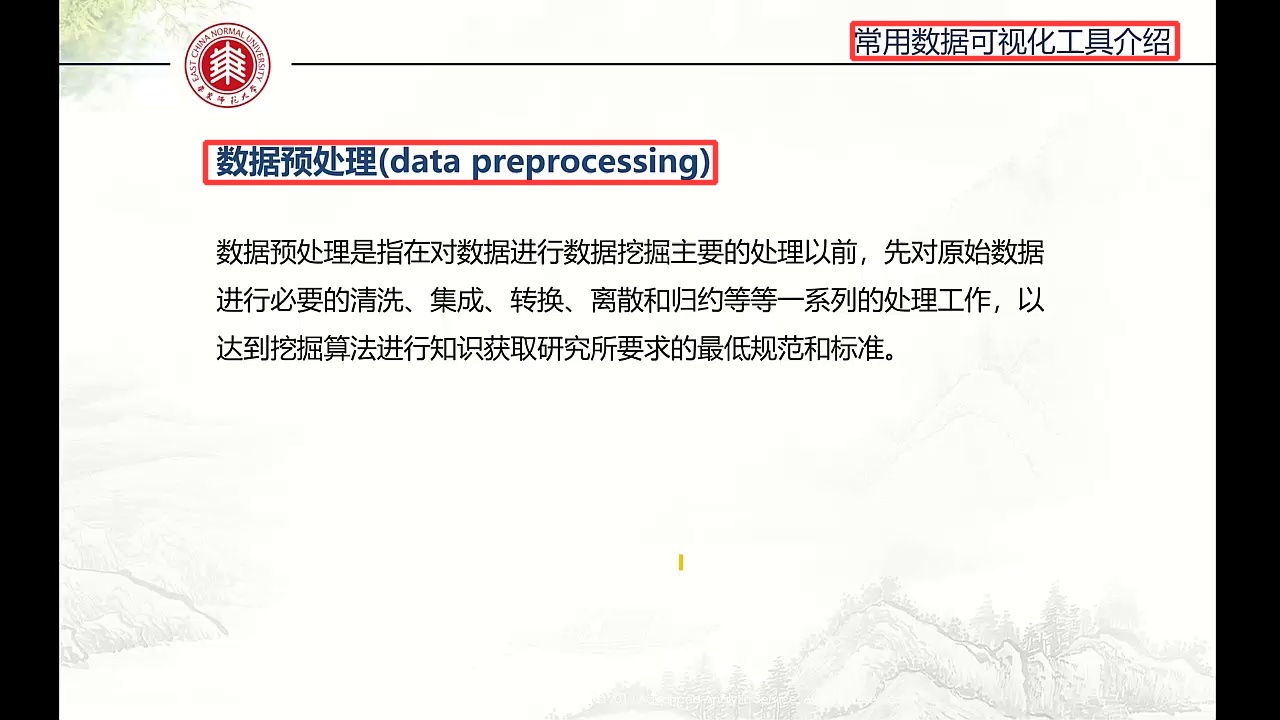 常用数据可视化工具介绍
EAST CHINA NORMAL UNIVERSITY
华东师范大学
数据预处理(data preprocessing)
数据预处理是指在对数据进行数据挖掘主要的处理以前，先对原始数据
进行必要的清洗、集成、转换、离散和归约等等一系列的处理工作，以
达到挖掘算法进行知识获取研究所要求的最低规范和标准。